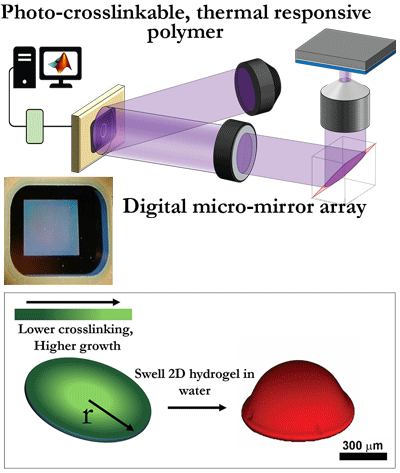 Photo-crosslinkable, thermal responsive
polymer
Digital micro-mirror array
Lower crosslinking,
Higher growth
r
Swell 2D hydrogel in
water
300 μm